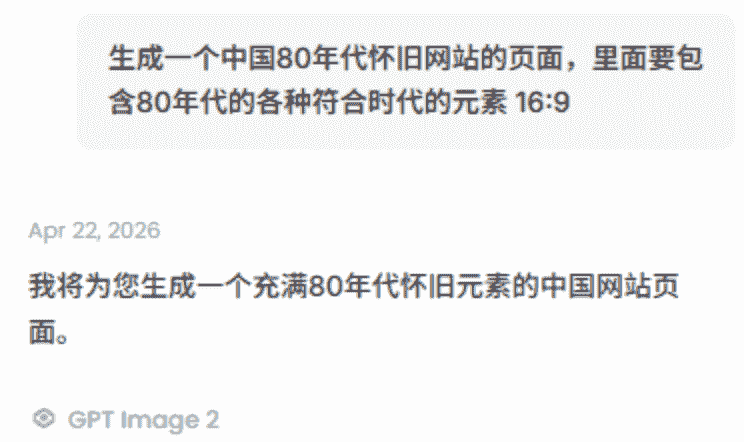 生成一个中国80年代怀旧网站的页面，里面要包
含80年代的各种符合时代的元素 16:9
Apr 22, 2026
我将为您生成一个充满80年代怀旧元素的中国网站页
面。
GPT Image 2